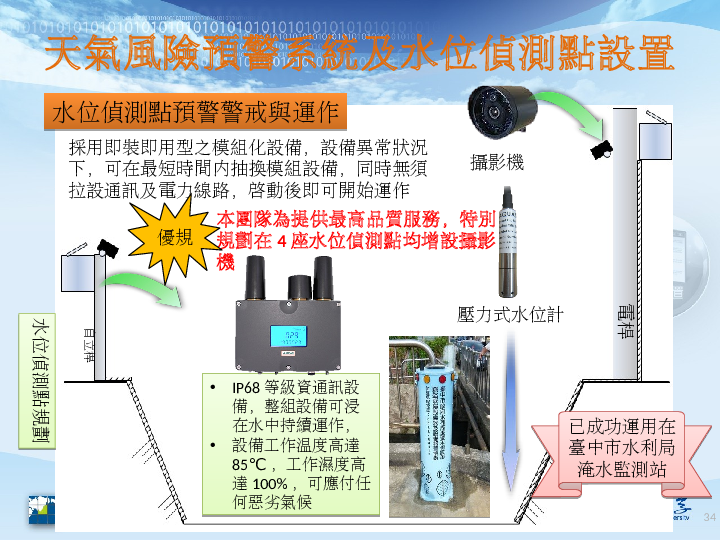 天氣風險預警系統及水位偵測點設置
水位偵測點預警警戒與運作
採用即裝即用型之模組化設備，設備異常狀況
下，可在最短時間內抽換模組設備，同時無須
拉設通訊及電力線路，啓動後即可開始運作
攝影機
本團隊為提供最高品質服務，特別
規劃在 4 座水位偵測點均增設攝影
機
優規
壓力式水位計
電桿
自立桿
水位偵測點規劃
• IP68 等級資通訊設
備，整組設備可浸
在水中持續運作，
• 設備工作溫度高達
85℃ ，工作濕度高
達 100% ，可應付任
何惡劣氣候
已成功運用在
臺中市水利局
淹水監測站
34